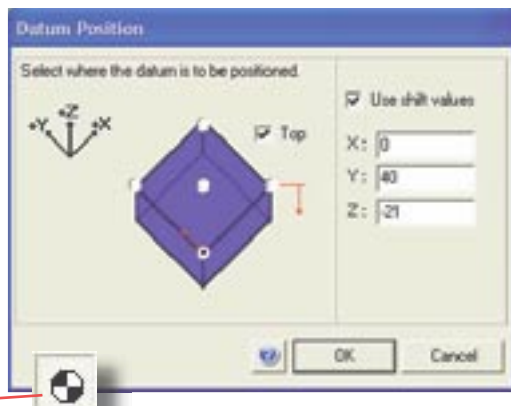 Datum Position
Select where the datum is to be positioned.
+Y
+Z
+X
Top
Use shift values
X: 0
Y: 40
Z: -21
OK
Cancel